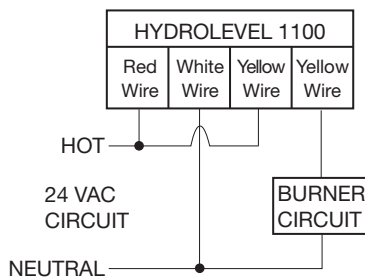 HYDROLEVEL 1100
Red Wire
White Wire
Yellow Wire
Yellow Wire
HOT
24 VAC
CIRCUIT
BURNER
CIRCUIT
NEUTRAL